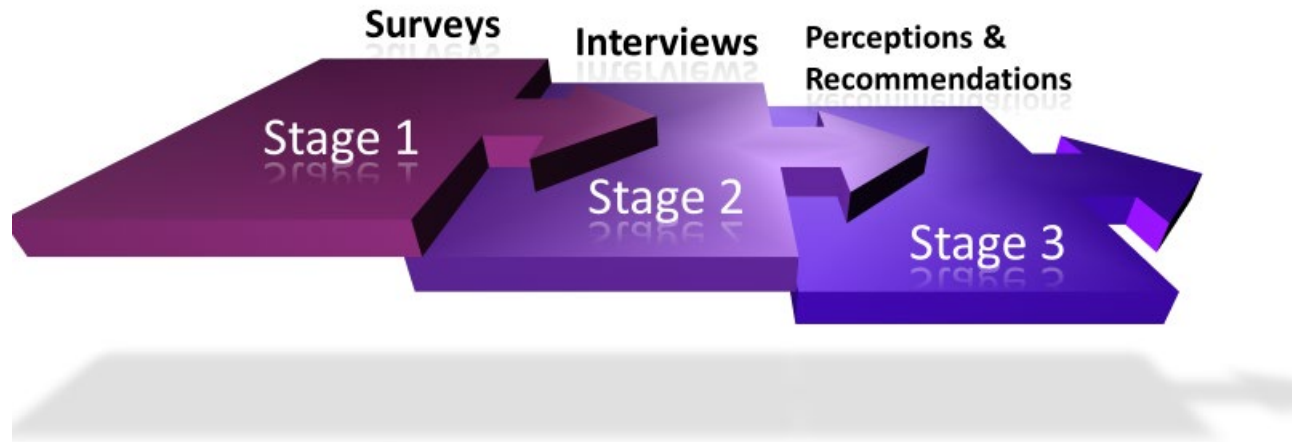 Surveys
Interviews
Perceptions &
Recommendations
Stage 1
Stage 2
Stage 3